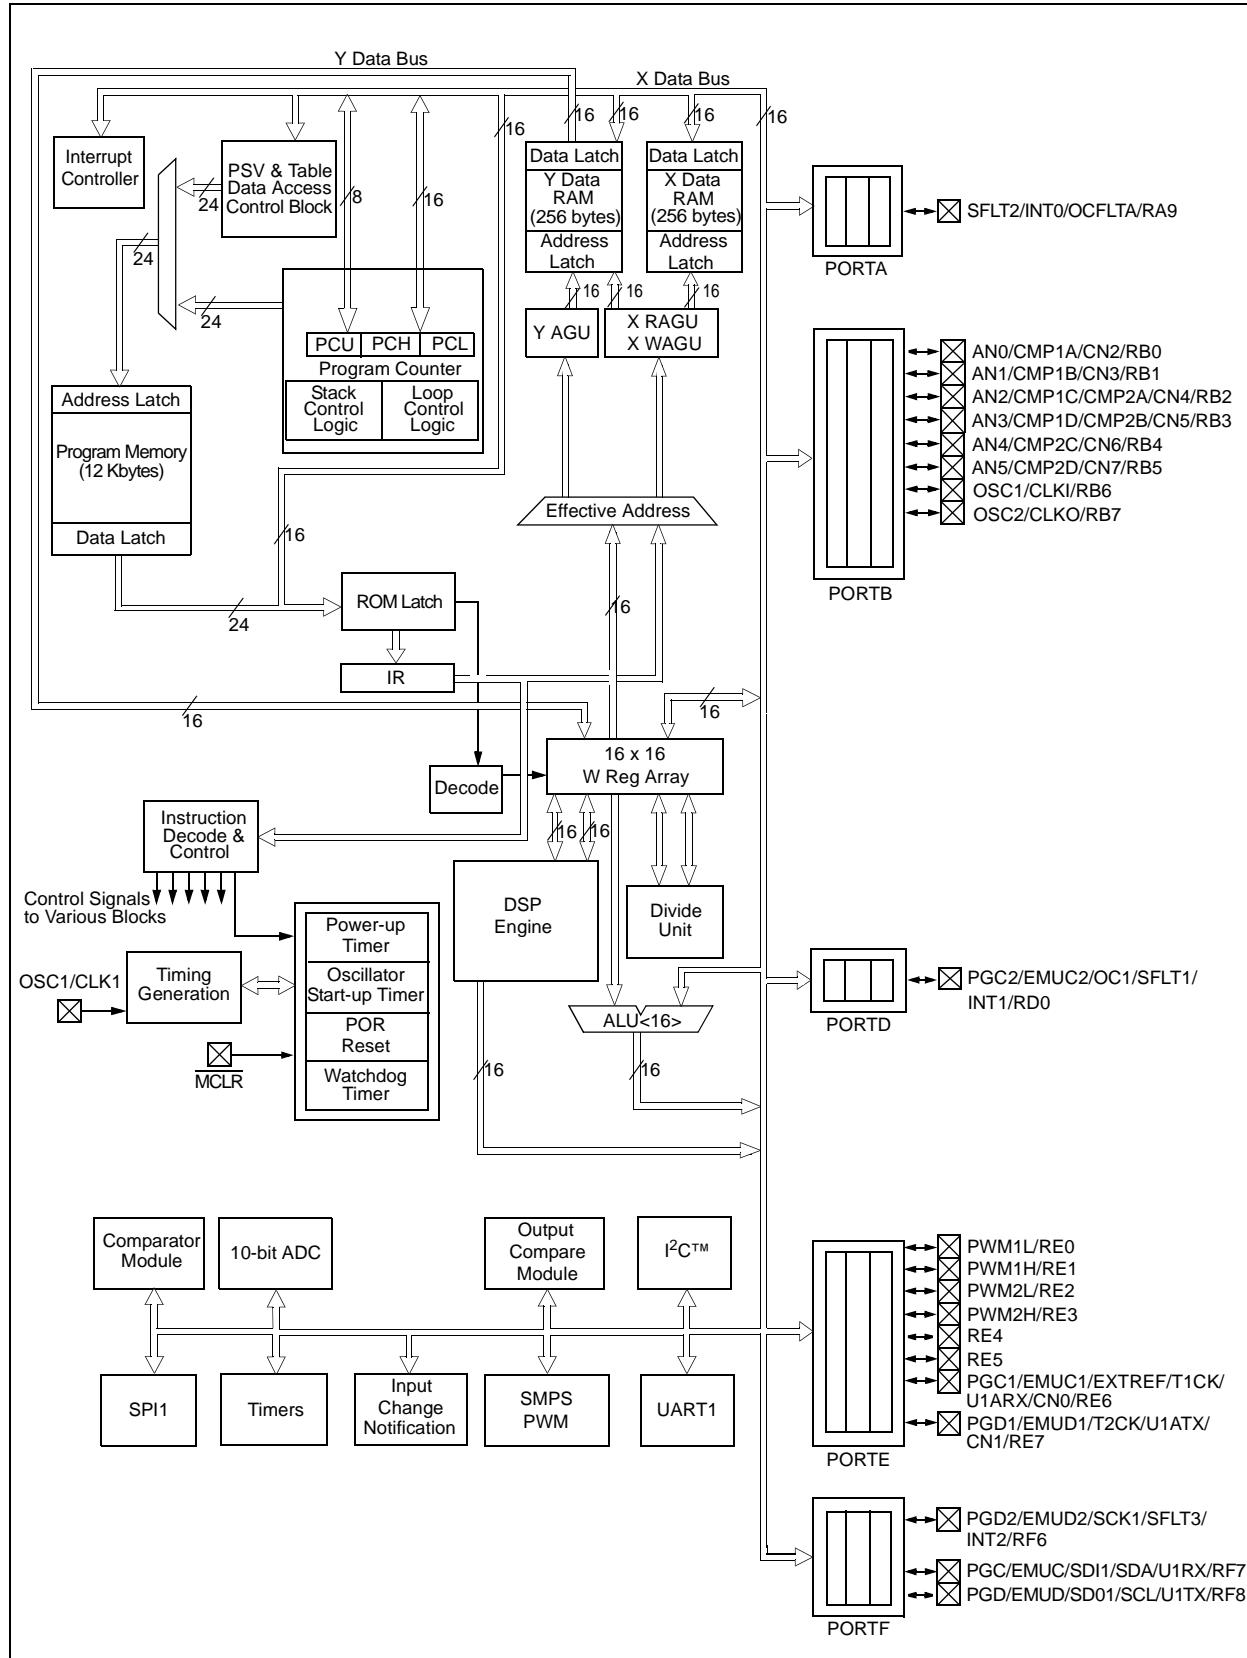 Y Data Bus
X Data Bus
16
16
16
16
16
Interrupt
Controller
PSV & Table
Data Access
Control Block
24
8
16
24
24
Data Latch
Y Data
RAM
(256 bytes)
Address
Latch
Data Latch
X Data
RAM
(256 bytes)
Address
Latch
16
16
16
Y AGU
X RAGU
X WAGU
PCU
PCH
PCL
Program Counter
Stack
Control
Logic
Loop
Control
Logic
Address Latch
Program Memory
(12 Kbytes)
Data Latch
Effective Address
16
24
16
ROM Latch
IR
16
16
16 x 16
W Reg Array
Decode
Instruction
Decode &
Control
16
16
Control Signals
to Various Blocks
DSP
Engine
Divide
Unit
Power-up
Timer
Oscillator
Start-up Timer
POR
Reset
Watchdog
Timer
OSC1/CLK1
Timing
Generation
MCLR
ALU<16>
16
16
Comparator
Module
10-bit ADC
Output
Compare
Module
I²C™
SPI1
Timers
Input
Change
Notification
SMPS
PWM
UART1
SFLT2/INT0/OCFLTA/RA9
PORTA
AN0/CMP1A/CN2/RB0
AN1/CMP1B/CN3/RB1
AN2/CMP1C/CMP2A/CN4/RB2
AN3/CMP1D/CMP2B/CN5/RB3
AN4/CMP2C/CN6/RB4
AN5/CMP2D/CN7/RB5
OSC1/CLKI/RB6
OSC2/CLKO/RB7
PORTB
PGC2/EMUC2/OC1/SFLT1/
INT1/RD0
PORTD
PWM1L/RE0
PWM1H/RE1
PWM2L/RE2
PWM2H/RE3
RE4
RE5
PGC1/EMUC1/EXTREF/T1CK/
U1ARX/CN0/RE6
PGD1/EMUD1/T2CK/U1ATX/
CN1/RE7
PORTE
PGD2/EMUD2/SCK1/SFLT3/
INT2/RF6
PGC/EMUC/SDI1/SDA/U1RX/RF7
PGD/EMUD/SD01/SCL/U1TX/RF8
PORTF